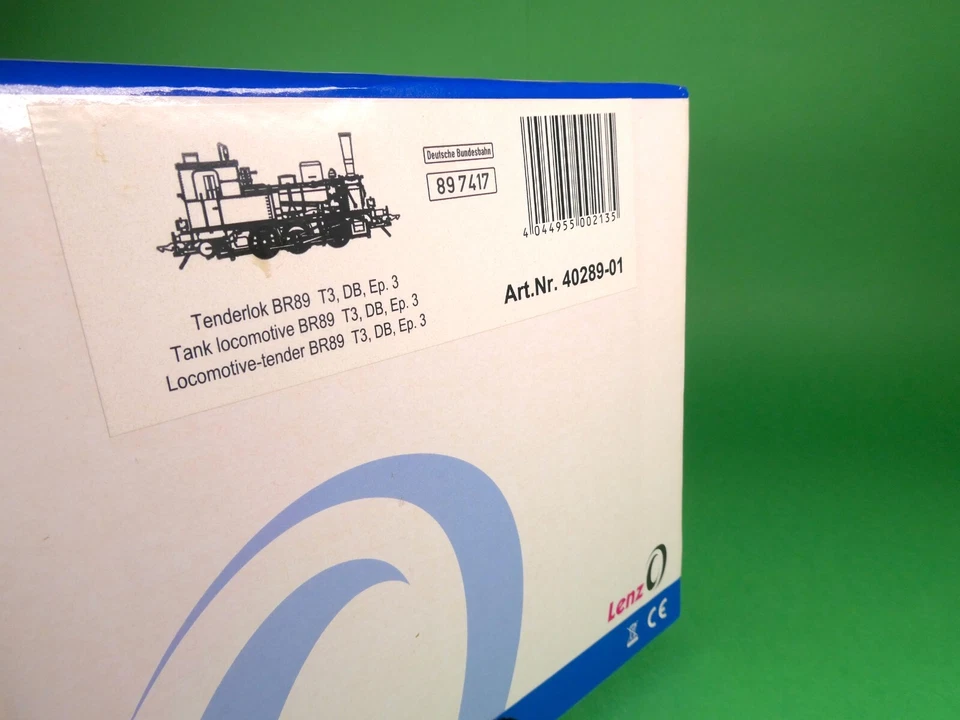 Deutsche Bundesbahn
89 7417
4 044955 002135
Art.Nr. 40289-01
Tenderlok BR89 T3, DB, Ep. 3
Tank locomotive BR89 T3, DB, Ep. 3
Locomotive-tender BR89 T3, DB, Ep. 3
Lenz
CE